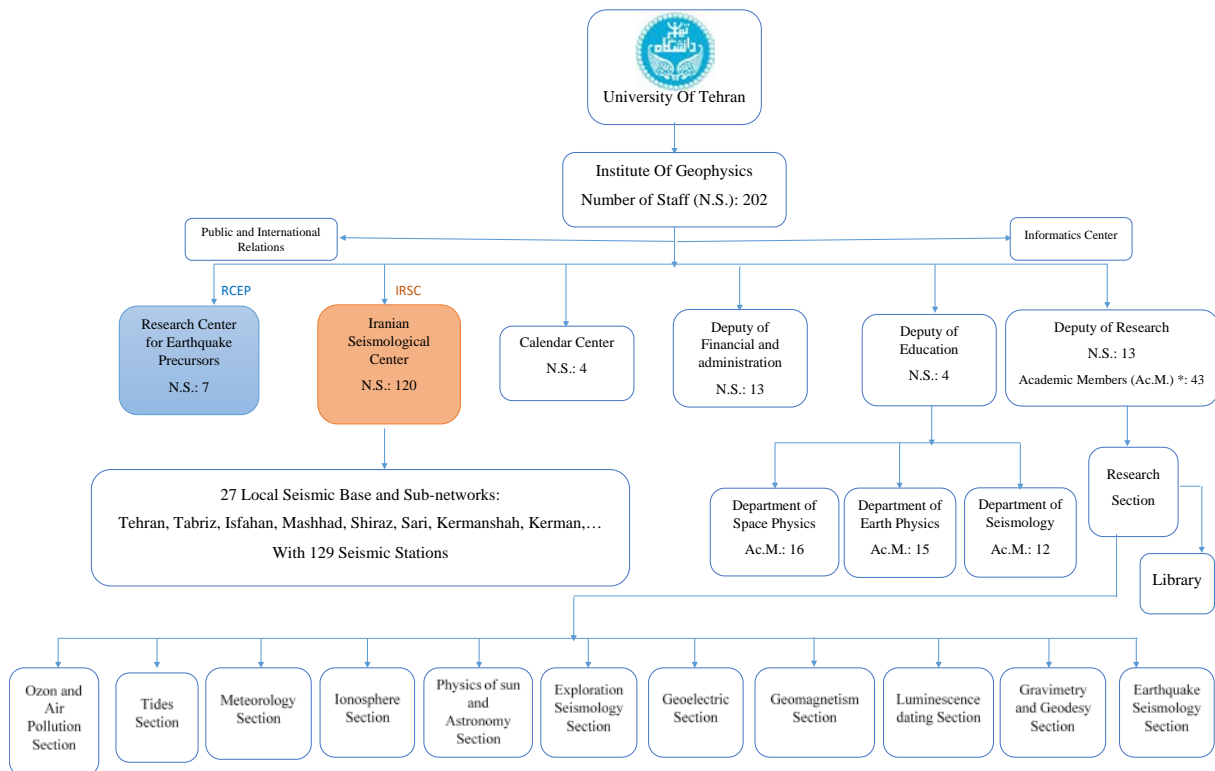 تهران
دانشگاه
University Of Tehran
Institute Of Geophysics
Number of Staff (N.S.): 202
Public and International
Relations
Informatics Center
RCEP
IRSC
Research Center
for Earthquake
Precursors
N.S.: 7
Iranian
Seismological
Center
N.S.: 120
Calendar Center
N.S.: 4
Deputy of
Financial and
administration
N.S.: 13
Deputy of
Education
N.S.: 4
Deputy of Research
N.S.: 13
Academic Members (Ac.M.) *: 43
27 Local Seismic Base and Sub-networks:
Tehran, Tabriz, Isfahan, Mashhad, Shiraz, Sari, Kermanshah, Kerman,…
With 129 Seismic Stations
Department of
Space Physics
Ac.M.: 16
Department of
Earth Physics
Ac.M.: 15
Department of
Seismology
Ac.M.: 12
Research
Section
Library
Ozon and
Air
Pollution
Section
Tides
Section
Meteorology
Section
Ionosphere
Section
Physics of sun
and
Astronomy
Section
Exploration
Seismology
Section
Geoelectric
Section
Geomagnetism
Section
Luminescence
dating Section
Gravimetry
and Geodesy
Section
Earthquake
Seismology
Section